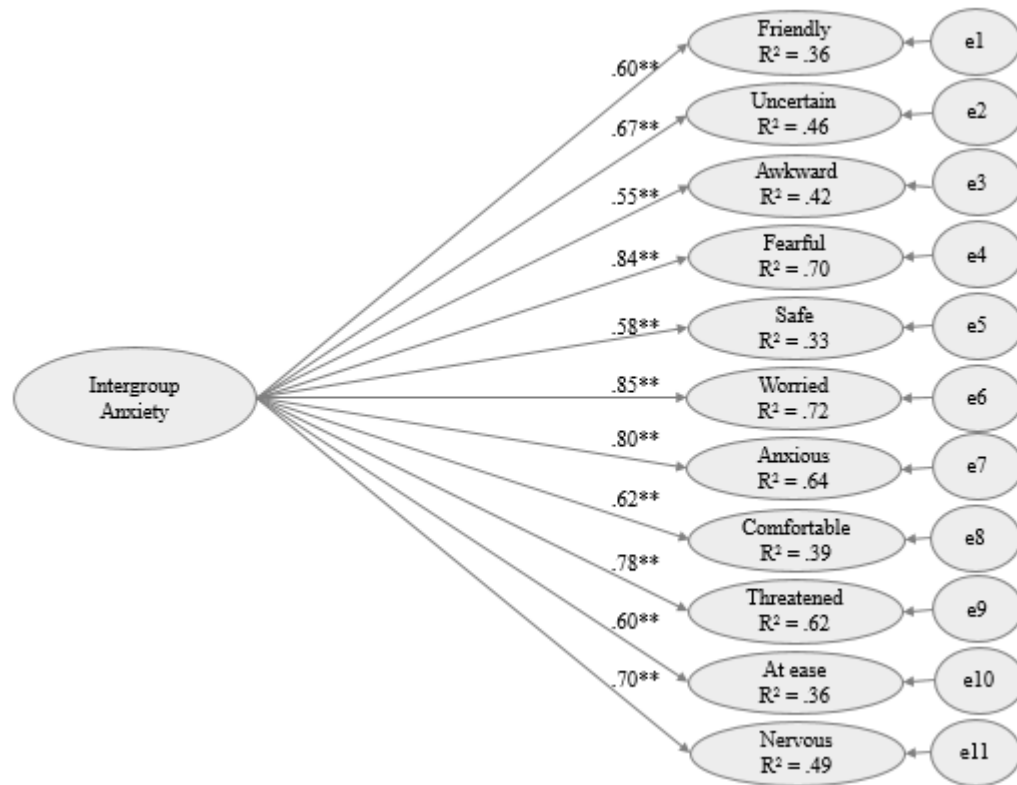 Friendly
R² = .36
e1
.60**
Uncertain
R² = .46
e2
.67**
Awkward
R² = .42
e3
.55**
Fearful
R² = .70
e4
.84**
Safe
R² = .33
e5
.58**
Intergroup
Anxiety
Worried
R² = .72
e6
.85**
Anxious
R² = .64
e7
.80**
Comfortable
R² = .39
e8
.62**
Threatened
R² = .62
e9
.78**
At ease
R² = .36
e10
.60**
Nervous
R² = .49
e11
.70**